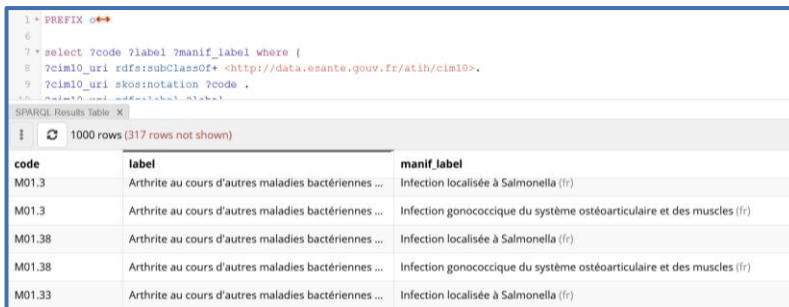 1 PREFIX o
6
7 select ?code ?label ?manif_label where {
8 ?cim10_uri rdfs:subClassOf+ <http://data.esante.gouv.fr/atih/cim10>.
9 ?cim10_uri skos:notation ?code .
SPARQL Results Table X
1000 rows (317 rows not shown)
code label manif_label
M01.3 Arthrite au cours d'autres maladies bactériennes ... Infection localisée à Salmonella (fr)
M01.3 Arthrite au cours d'autres maladies bactériennes ... Infection gonococcique du système ostéoarticulaire et des muscles (fr)
M01.38 Arthrite au cours d'autres maladies bactériennes ... Infection localisée à Salmonella (fr)
M01.38 Arthrite au cours d'autres maladies bactériennes ... Infection gonococcique du système ostéoarticulaire et des muscles (fr)
M01.33 Arthrite au cours d'autres maladies bactériennes ... Infection localisée à Salmonella (fr)